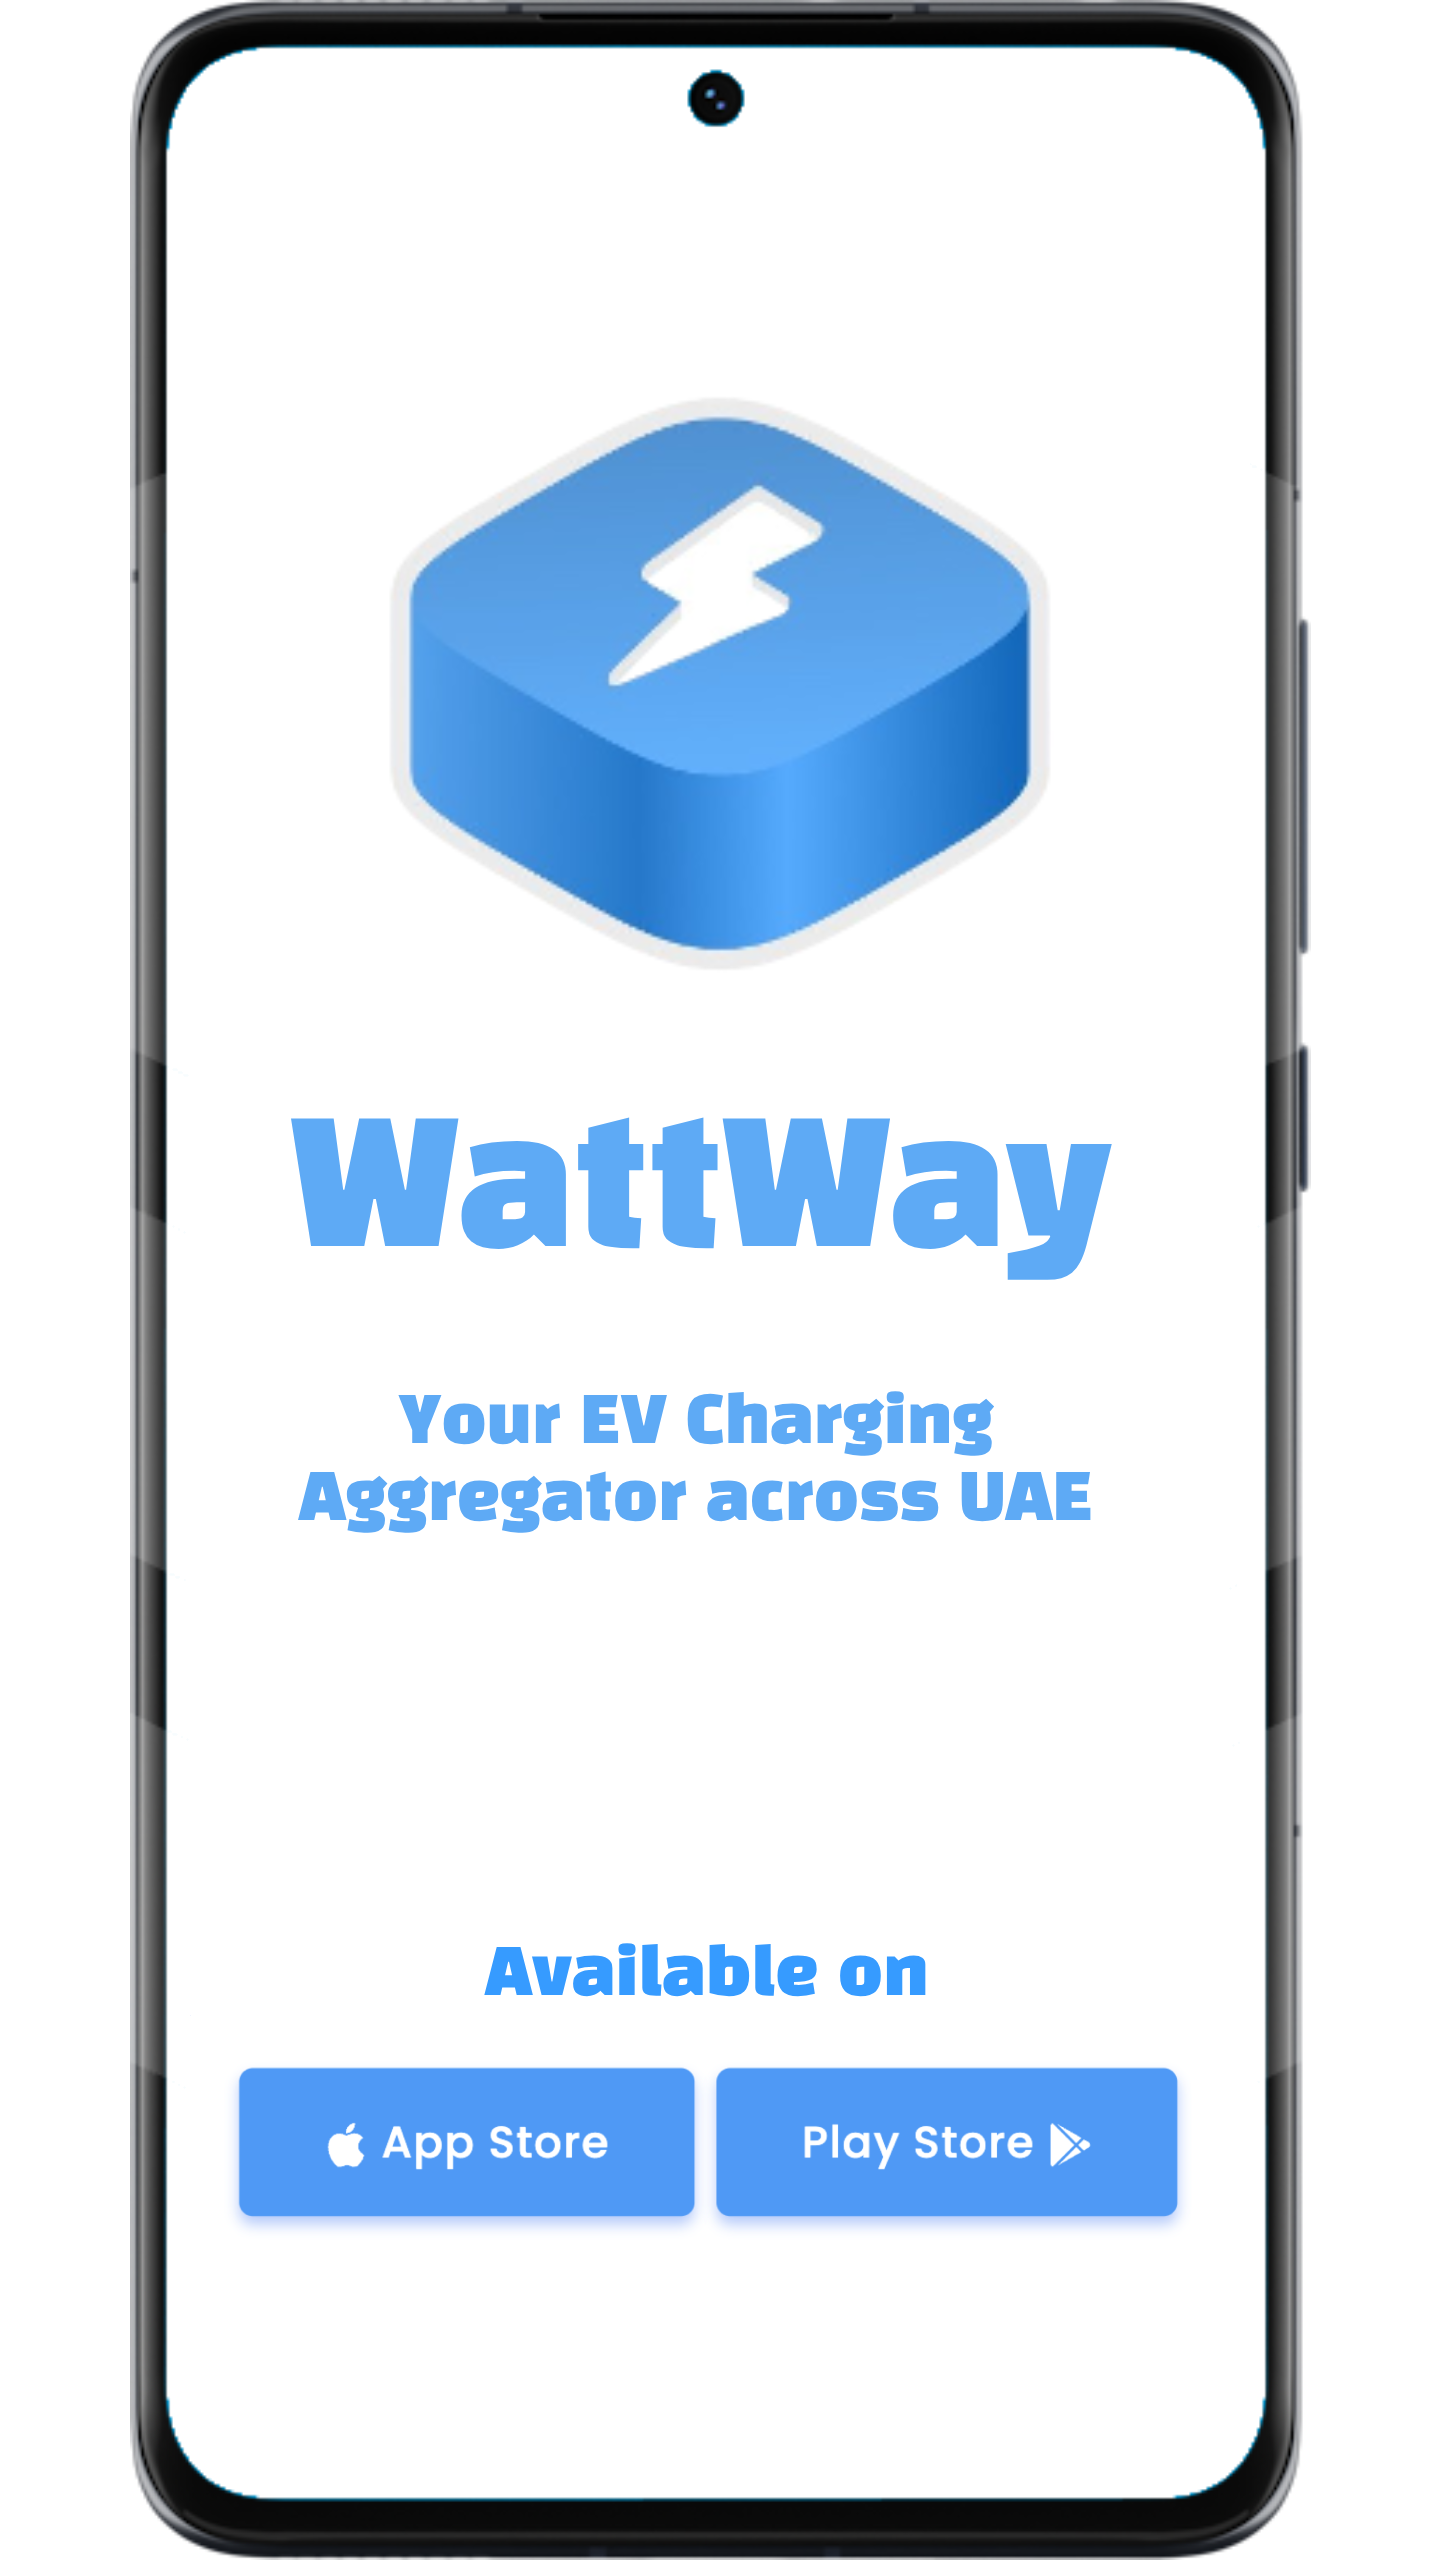 WattWay
Your EV Charging
Aggregator across UAE
Available on
App Store
Play Store